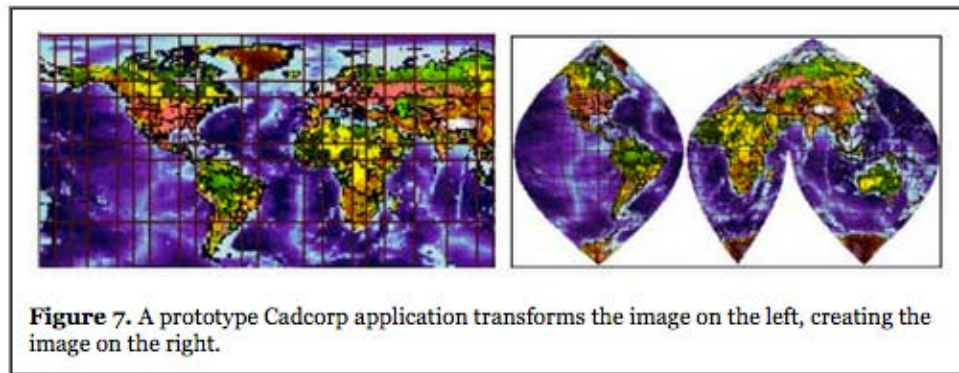 Figure 7. A prototype Cadcorp application transforms the image on the left, creating the
image on the right.